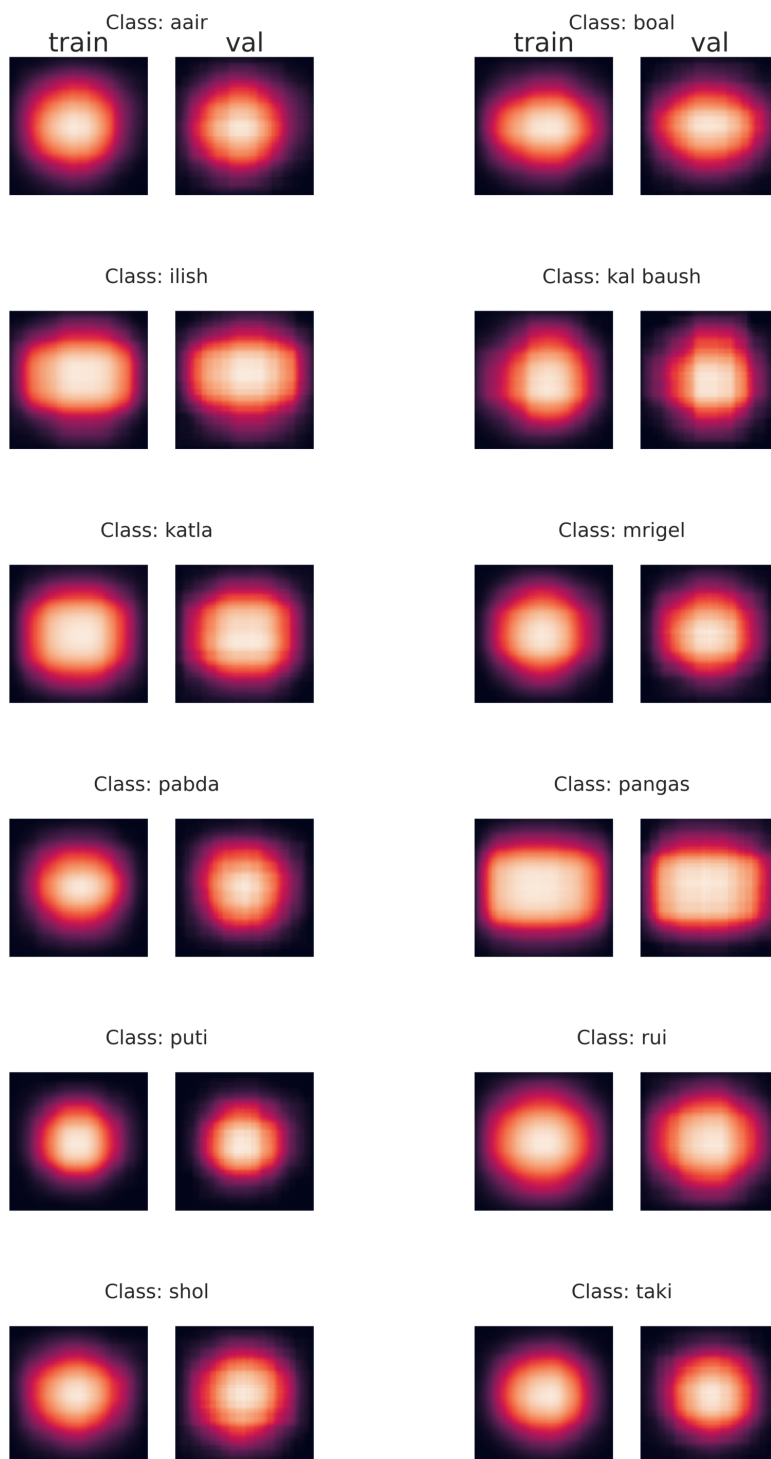 Class: aair
train val
Class: boal
train val
Class: ilish
Class: kal baush
Class: katla
Class: mrigel
Class: pabda
Class: pangas
Class: puti
Class: rui
Class: shol
Class: taki